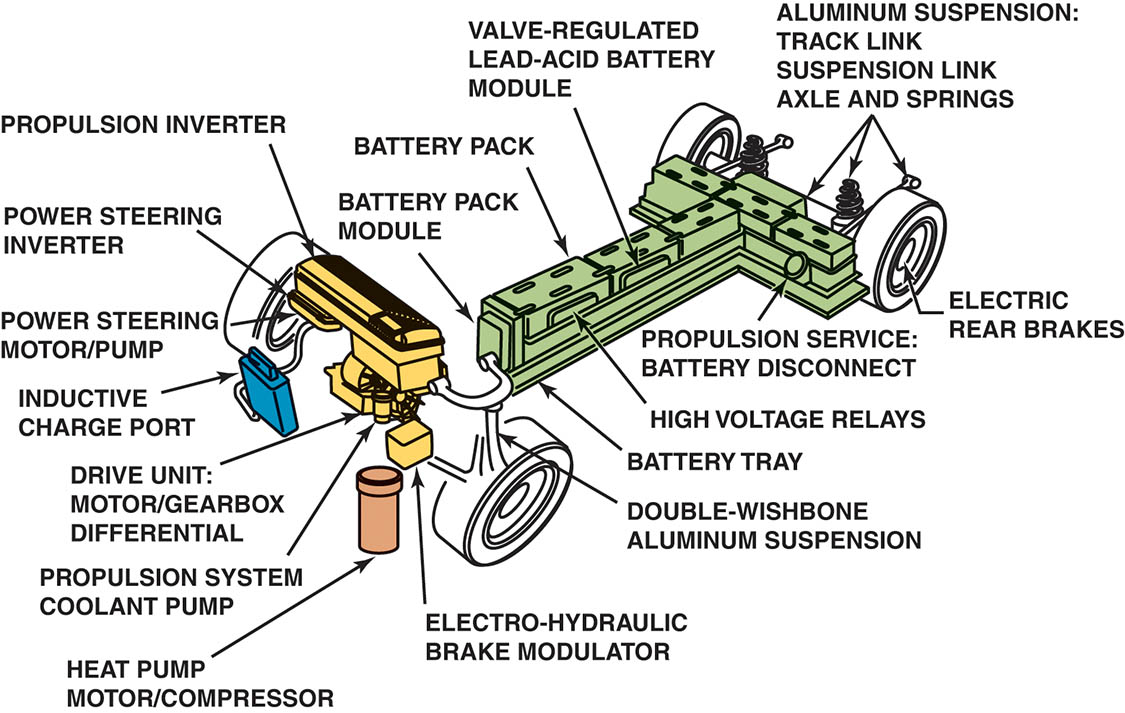 ALUMINUM SUSPENSION:
TRACK LINK
SUSPENSION LINK
AXLE AND SPRINGS
VALVE-REGULATED
LEAD-ACID BATTERY
MODULE
PROPULSION INVERTER
BATTERY PACK
BATTERY PACK
MODULE
POWER STEERING
INVERTER
POWER STEERING
MOTOR/PUMP
INDUCTIVE
CHARGE PORT
ELECTRIC
REAR BRAKES
PROPULSION SERVICE:
BATTERY DISCONNECT
HIGH VOLTAGE RELAYS
BATTERY TRAY
DRIVE UNIT:
MOTOR/GEARBOX
DIFFERENTIAL
DOUBLE-WISHBONE
ALUMINUM SUSPENSION
PROPULSION SYSTEM
COOLANT PUMP
ELECTRO-HYDRAULIC
BRAKE MODULATOR
HEAT PUMP
MOTOR/COMPRESSOR